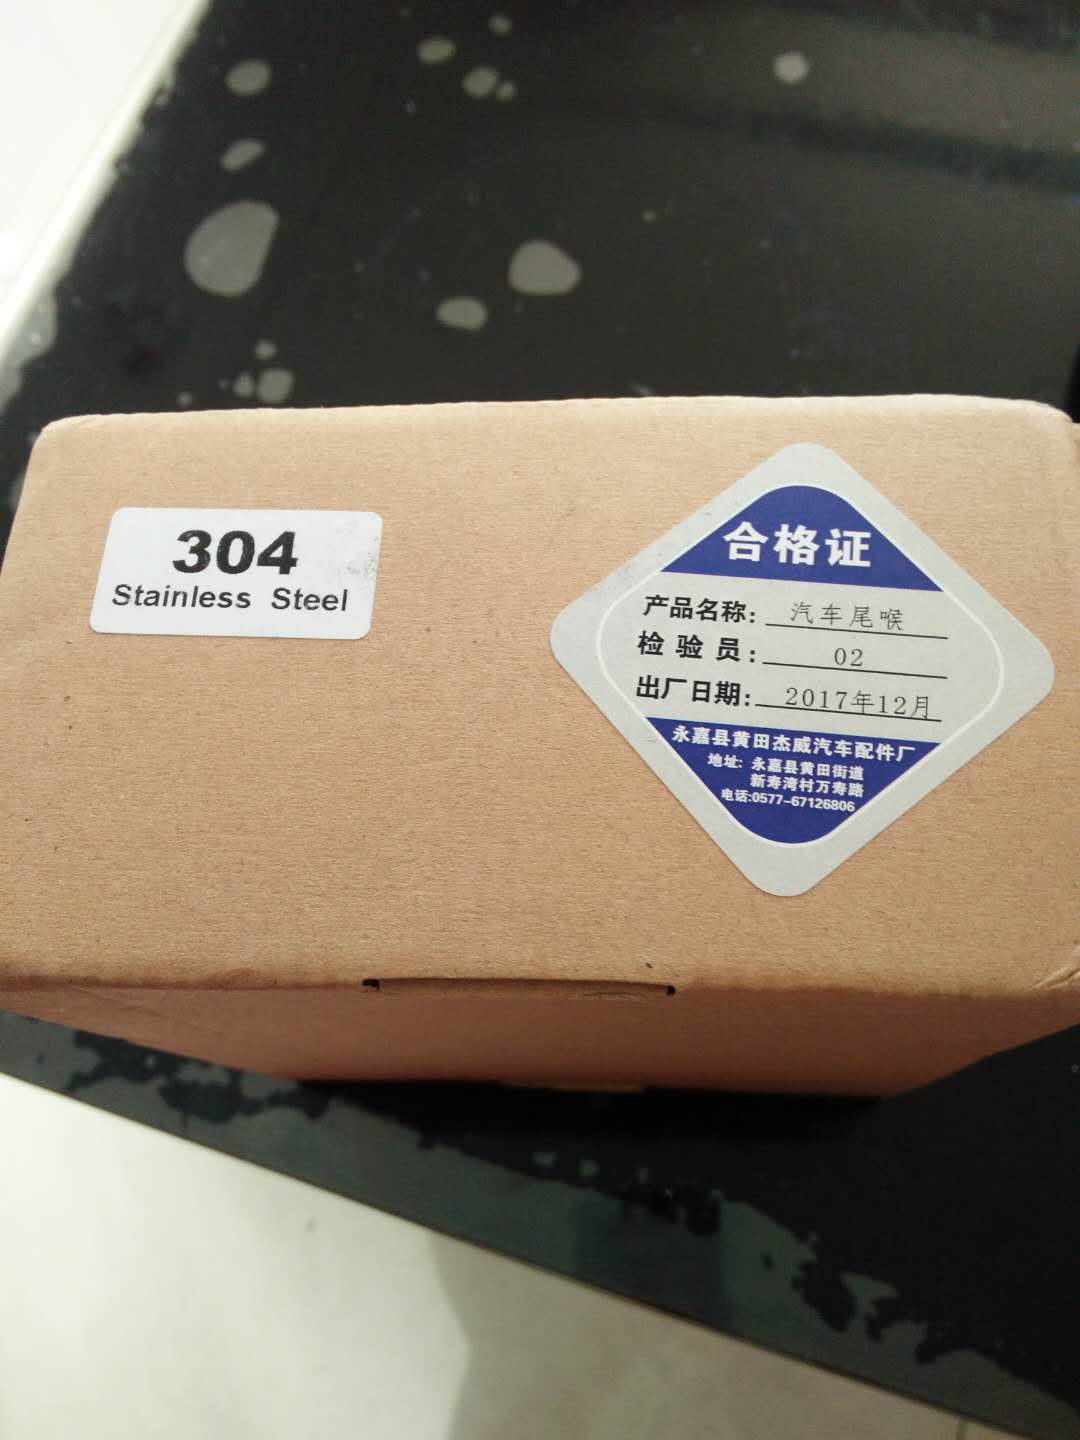 304
Stainless Steel
合格证
产品名称: 汽车尾喉
检验员: 02
出厂日期: 2017年12月
永嘉县黄田杰威汽车配件厂
地址: 永嘉县黄田街道
新寿湾村万寿路
电话:0577-67126806